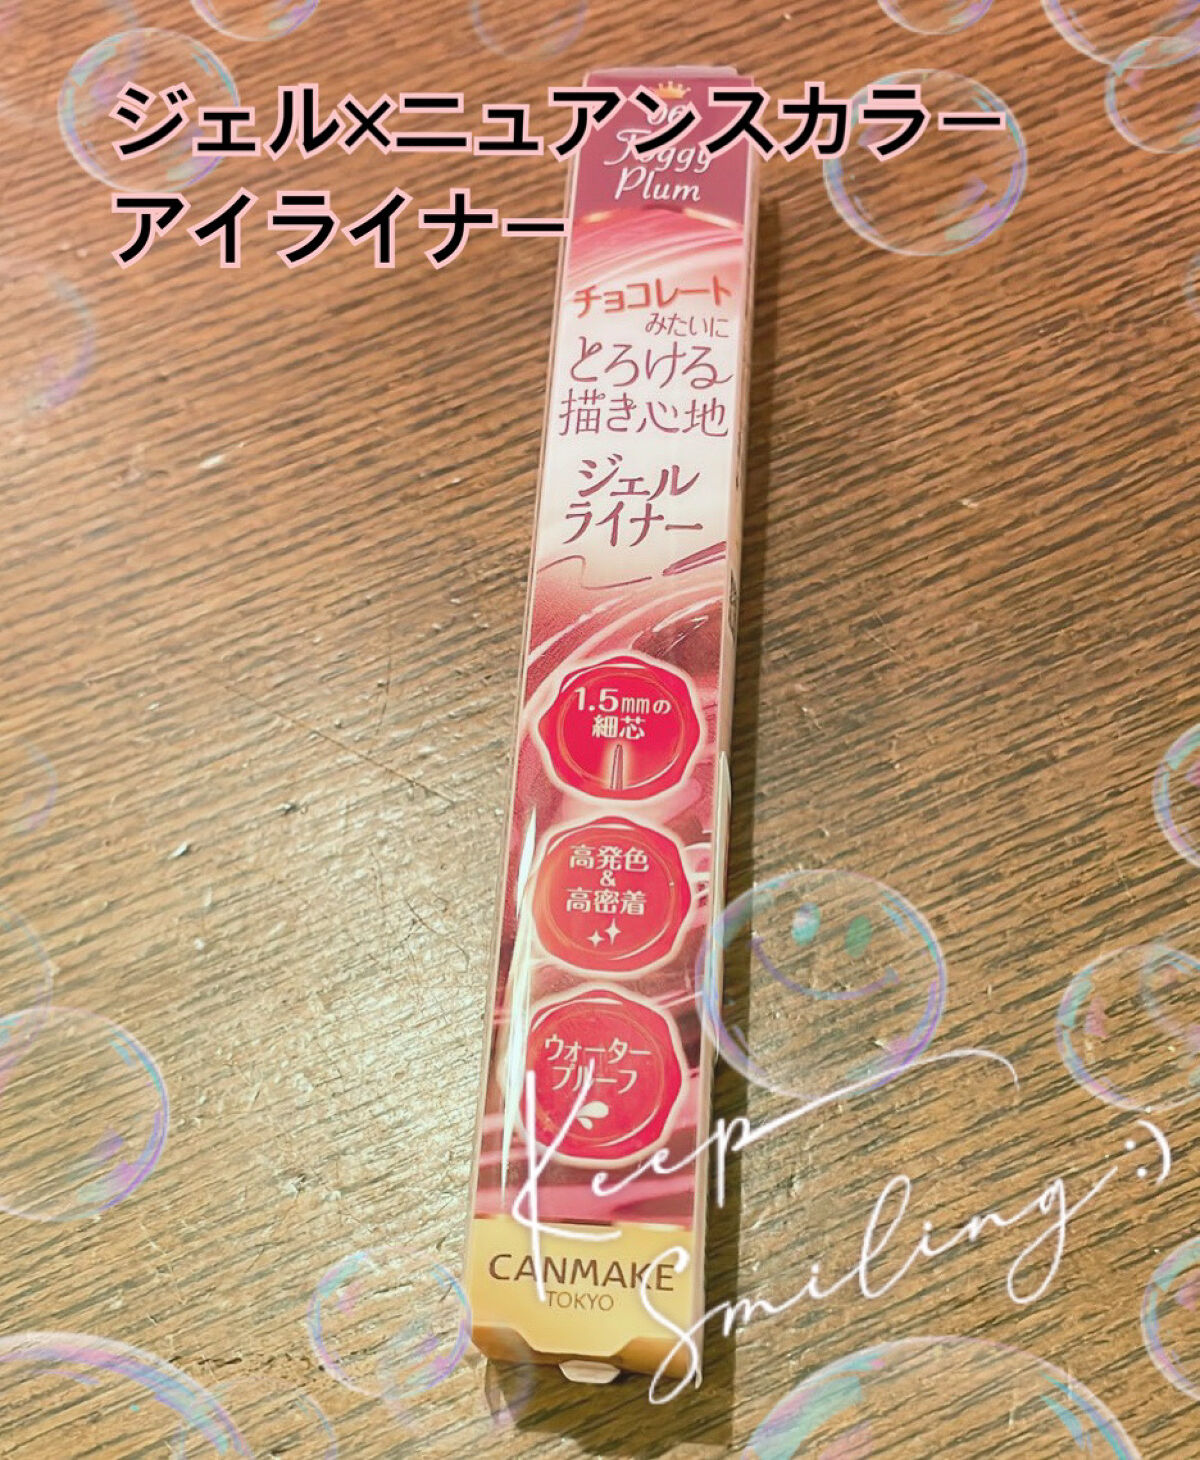 ジェル×ニュアンスカラー
アイライナー
Foggy
Plum
チョコレート
みたいに
とろける
描き心地
ジェル
ライナー
1.5mmの
細芯
高発色
&
高密着
ウォーター
プルーフ
Keep
Smiling :)
CANMAKE
TOKYO